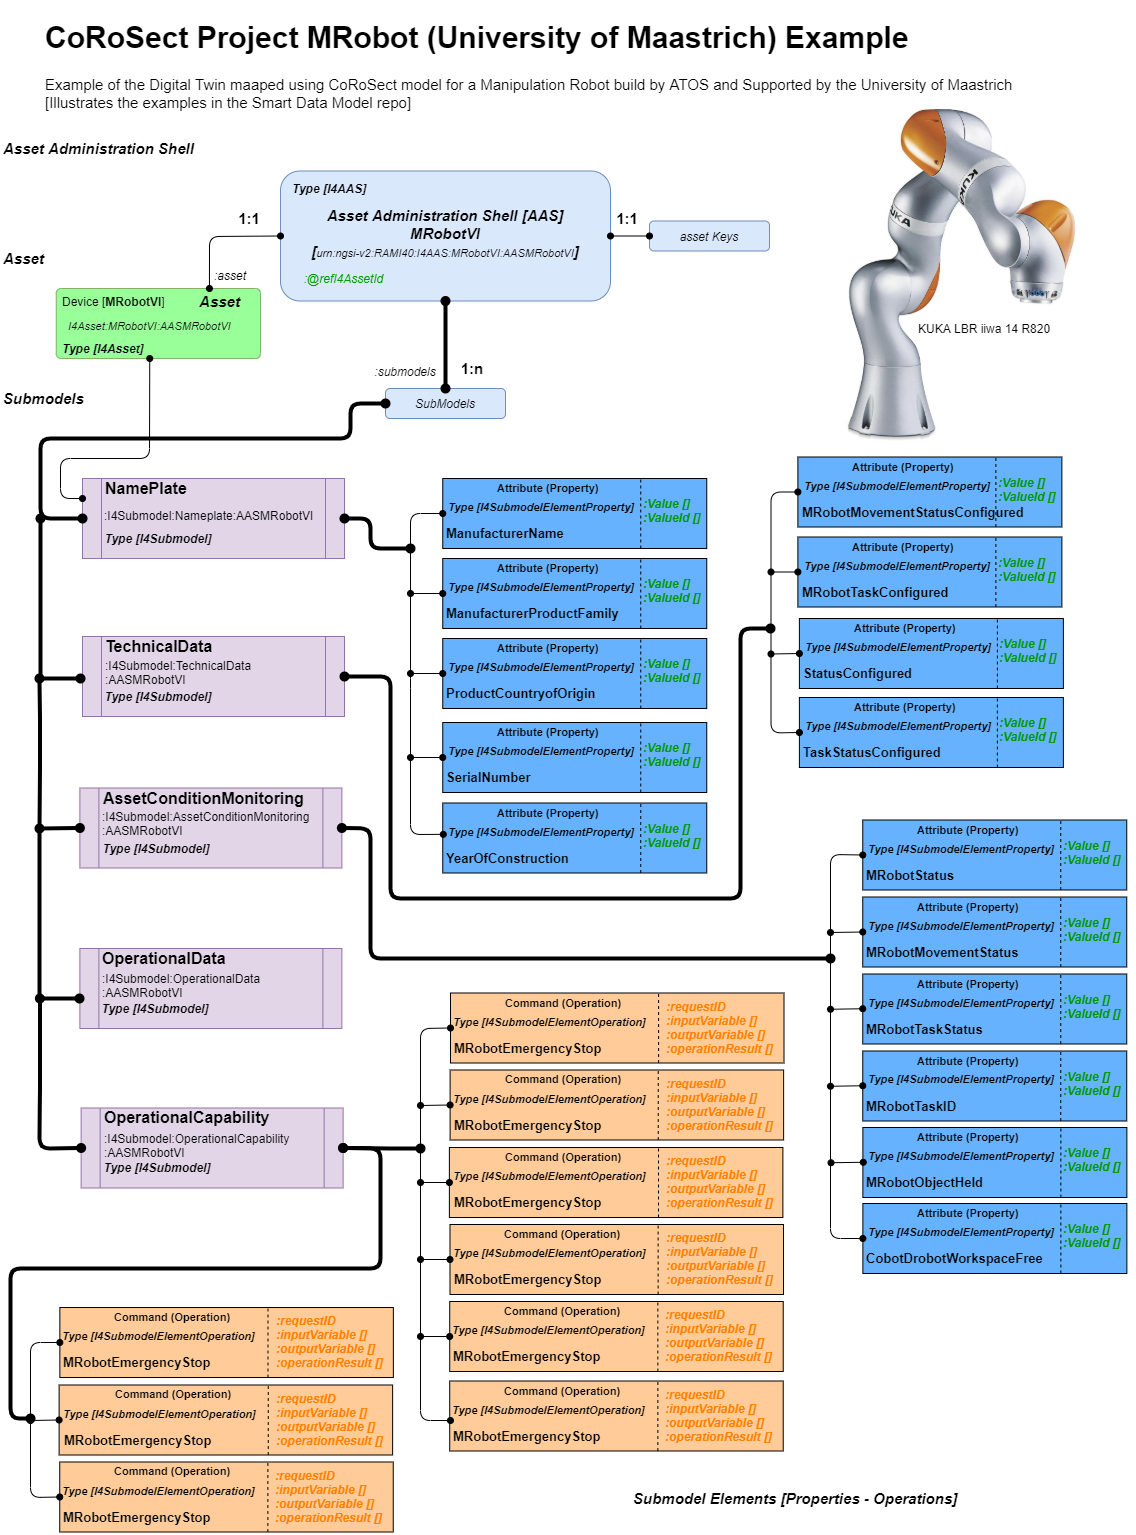 CoRoSect Project MRobot (University of Maastrich) Example
Example of the Digital Twin maaped using CoRoSect model for a Manipulation Robot build by ATOS and Supported by the University of Maastrich
[Illustrates the examples in the Smart Data Model repo]
Asset Administration Shell
Type [I4AAS]
Asset Administration Shell [AAS]
MRobotVI
[urn:ngsi-v2:RAMI40:I4AAS:MRobotVI:AASMRobotVI]
:@refI4AssetId
1:1
1:1
asset Keys
KUKA
KUKA
KUKA LBR iiwa 14 R820
Asset
:asset
Device [MRobotVI]
Asset
I4Asset:MRobotVI:AASMRobotVI
Type [I4Asset]
:submodels
1:n
SubModels
Submodels
NamePlate
:I4Submodel:Nameplate:AASMRobotVI
Type [I4Submodel]
TechnicalData
:I4Submodel:TechnicalData
:AASMRobotVI
Type [I4Submodel]
AssetConditionMonitoring
:I4Submodel:AssetConditionMonitoring
:AASMRobotVI
Type [I4Submodel]
OperationalData
:I4Submodel:OperationalData
:AASMRobotVI
Type [I4Submodel]
OperationalCapability
:I4Submodel:OperationalCapability
:AASMRobotVI
Type [I4Submodel]
Attribute (Property)
Type [I4SubmodelElementProperty]
ManufacturerName
:Value []
:ValueId []
Attribute (Property)
Type [I4SubmodelElementProperty]
ManufacturerProductFamily
:Value []
:ValueId []
Attribute (Property)
Type [I4SubmodelElementProperty]
ProductCountryofOrigin
:Value []
:ValueId []
Attribute (Property)
Type [I4SubmodelElementProperty]
SerialNumber
:Value []
:ValueId []
Attribute (Property)
Type [I4SubmodelElementProperty]
YearOfConstruction
:Value []
:ValueId []
Attribute (Property)
Type [I4SubmodelElementProperty]
MRobotMovementStatusConfigured
:Value []
:ValueId []
Attribute (Property)
Type [I4SubmodelElementProperty]
MRobotTaskConfigured
:Value []
:ValueId []
Attribute (Property)
Type [I4SubmodelElementProperty]
StatusConfigured
:Value []
:ValueId []
Attribute (Property)
Type [I4SubmodelElementProperty]
TaskStatusConfigured
:Value []
:ValueId []
Attribute (Property)
Type [I4SubmodelElementProperty]
MRobotStatus
:Value []
:ValueId []
Attribute (Property)
Type [I4SubmodelElementProperty]
MRobotMovementStatus
:Value []
:ValueId []
Attribute (Property)
Type [I4SubmodelElementProperty]
MRobotTaskStatus
:Value []
:ValueId []
Attribute (Property)
Type [I4SubmodelElementProperty]
MRobotTaskID
:Value []
:ValueId []
Attribute (Property)
Type [I4SubmodelElementProperty]
MRobotObjectHeld
:Value []
:ValueId []
Attribute (Property)
Type [I4SubmodelElementProperty]
CobotDrobotWorkspaceFree
:Value []
:ValueId []
Command (Operation)
Type [I4SubmodelElementOperation]
MRobotEmergencyStop
:requestID
:inputVariable []
:outputVariable []
:operationResult []
Command (Operation)
Type [I4SubmodelElementOperation]
MRobotEmergencyStop
:requestID
:inputVariable []
:outputVariable []
:operationResult []
Command (Operation)
Type [I4SubmodelElementOperation]
MRobotEmergencyStop
:requestID
:inputVariable []
:outputVariable []
:operationResult []
Command (Operation)
Type [I4SubmodelElementOperation]
MRobotEmergencyStop
:requestID
:inputVariable []
:outputVariable []
:operationResult []
Command (Operation)
Type [I4SubmodelElementOperation]
MRobotEmergencyStop
:requestID
:inputVariable []
:outputVariable []
:operationResult []
Command (Operation)
Type [I4SubmodelElementOperation]
MRobotEmergencyStop
:requestID
:inputVariable []
:outputVariable []
:operationResult []
Command (Operation)
Type [I4SubmodelElementOperation]
MRobotEmergencyStop
:requestID
:inputVariable []
:outputVariable []
:operationResult []
Command (Operation)
Type [I4SubmodelElementOperation]
MRobotEmergencyStop
:requestID
:inputVariable []
:outputVariable []
:operationResult []
Command (Operation)
Type [I4SubmodelElementOperation]
MRobotEmergencyStop
:requestID
:inputVariable []
:outputVariable []
:operationResult []
Submodel Elements [Properties - Operations]